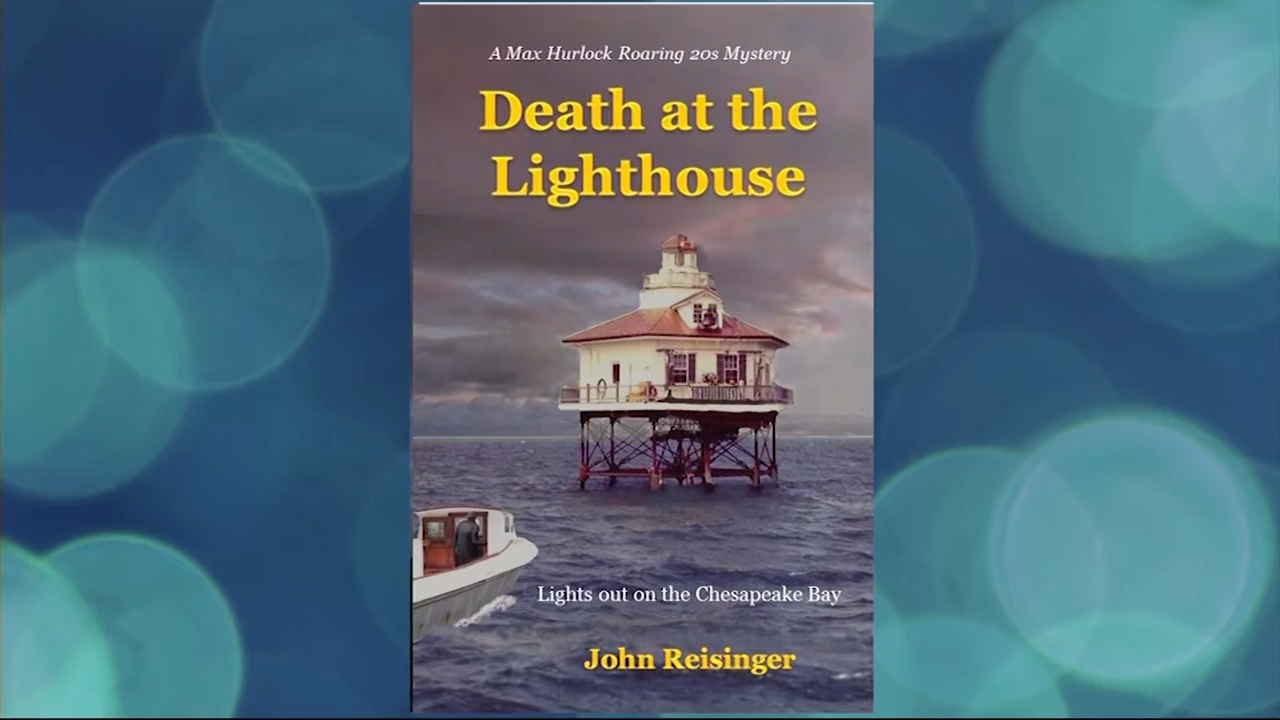 A Max Hurlock Roaring 20s Mystery
Death at the
Lighthouse
Lights out on the Chesapeake Bay
John Reisinger